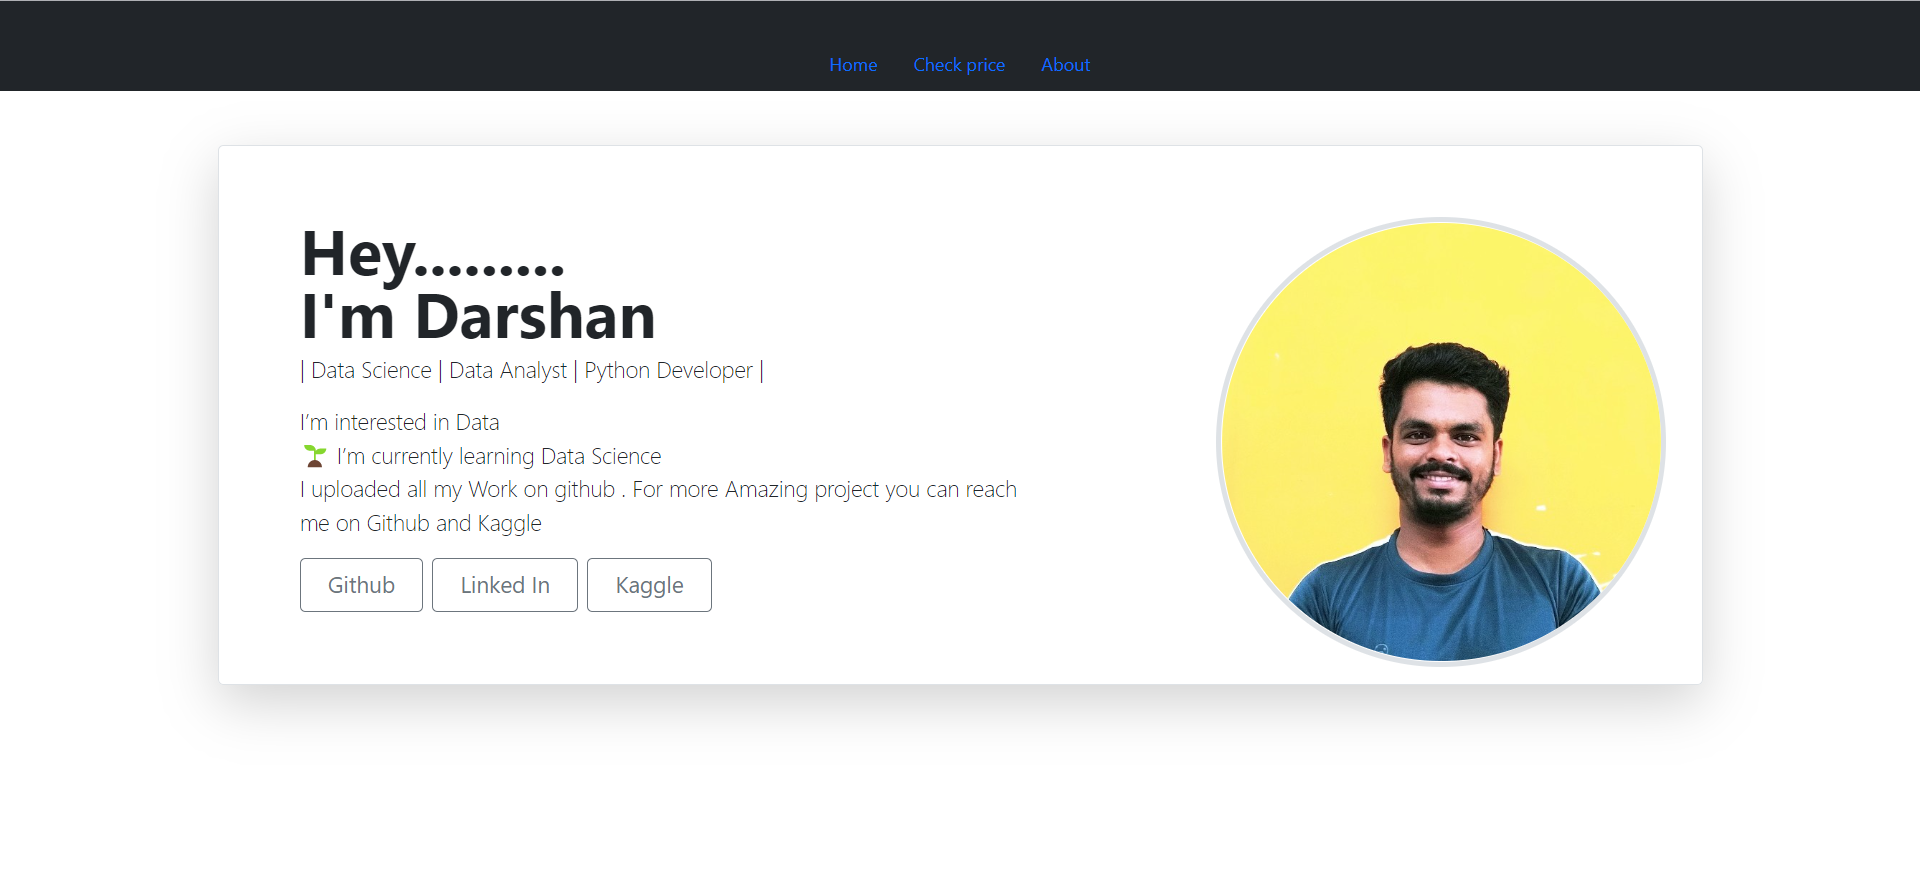 Home Check price About
Hey.........
I'm Darshan
| Data Science | Data Analyst | Python Developer |
I’m interested in Data
🌱 I’m currently learning Data Science
I uploaded all my Work on github . For more Amazing project you can reach
me on Github and Kaggle
Github Linked In Kaggle